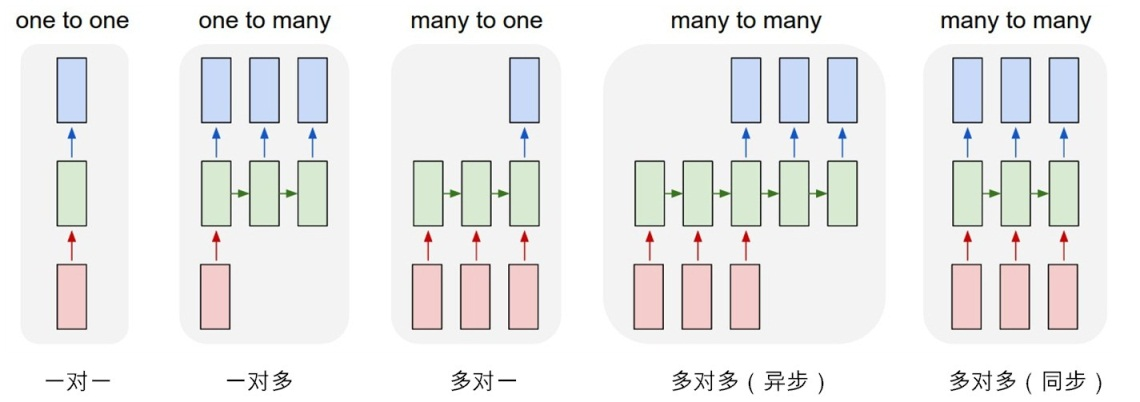 one to one
one to many
many to one
many to many
many to many
一对一
一对多
多对一
多对多（异步）
多对多（同步）